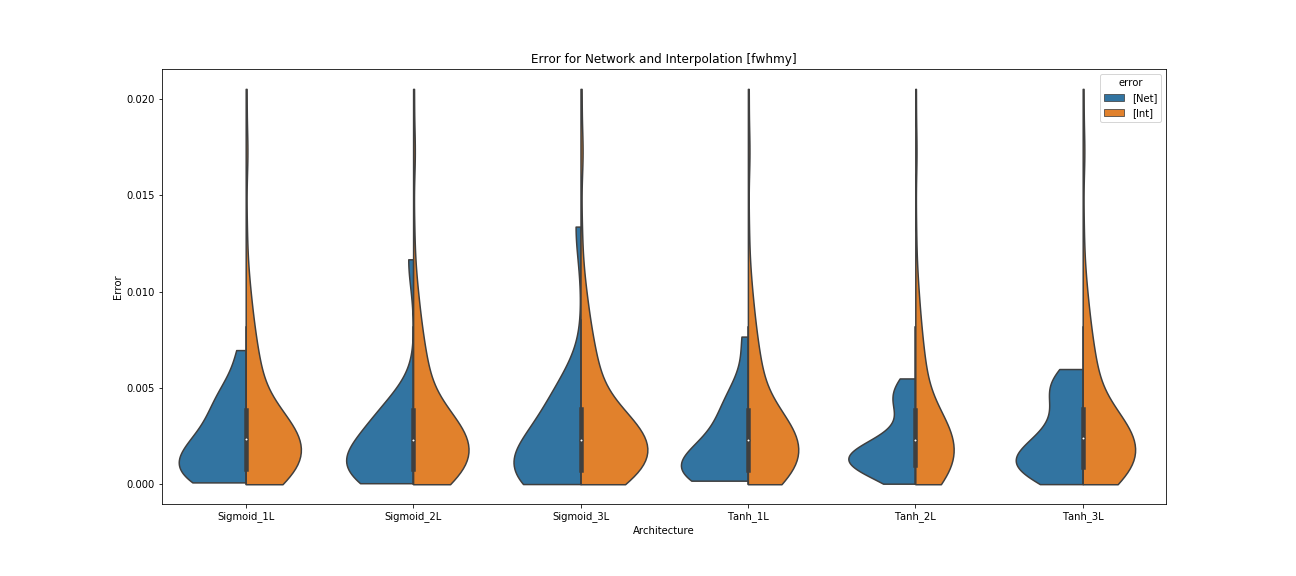 Error for Network and Interpolation [fwhmy]
error
[Net]
[Int]
0.020
0.015
0.010
0.005
0.000
Error
Sigmoid_1L
Sigmoid_2L
Sigmoid_3L
Tanh_1L
Tanh_2L
Tanh_3L
Architecture